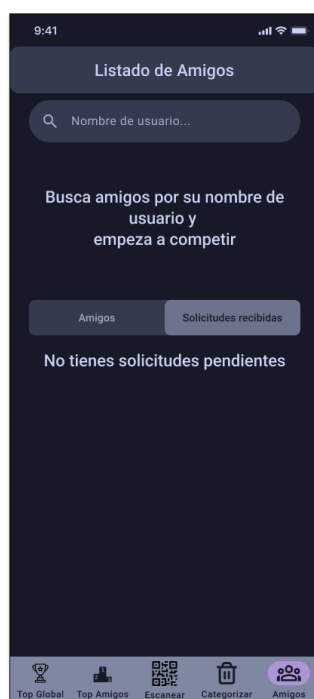 9:41
Listado de Amigos
Nombre de usuario...
Busca amigos por su nombre de
usuario y
empeza a competir
Amigos Solicitudes recibidas
No tienes solicitudes pendientes
Top Global Top Amigos Escanear Categorizar Amigos